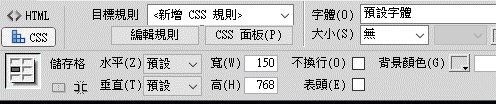 <> HTML 目標規則 <新增 CSS 規則> 字體(O) 預設字體
CSS 編輯規則 CSS 面板(P) 大小(S) 無
儲存格 水平(Z) 預設 寬(W) 150 不換行(O) 背景顏色(G)
垂直(T) 預設 高(H) 768 表頭(E)